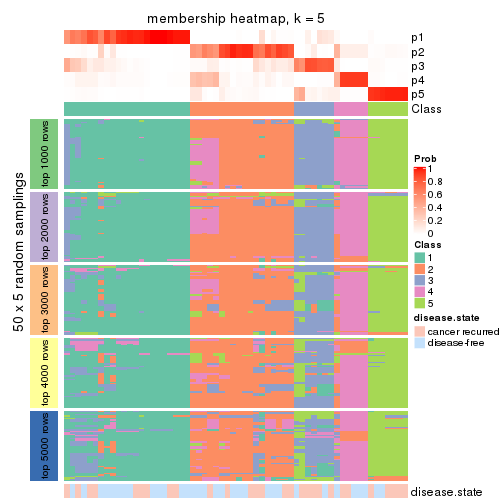 membership heatmap, k = 5
p1
p2
p3
p4
p5
Class
50 x 5 random samplings
top 1000 rows
top 2000 rows
top 3000 rows
top 4000 rows
top 5000 rows
disease.state
Prob
1
0.8
0.6
0.4
0.2
0
Class
1
2
3
4
5
disease.state
cancer recurred
disease-free